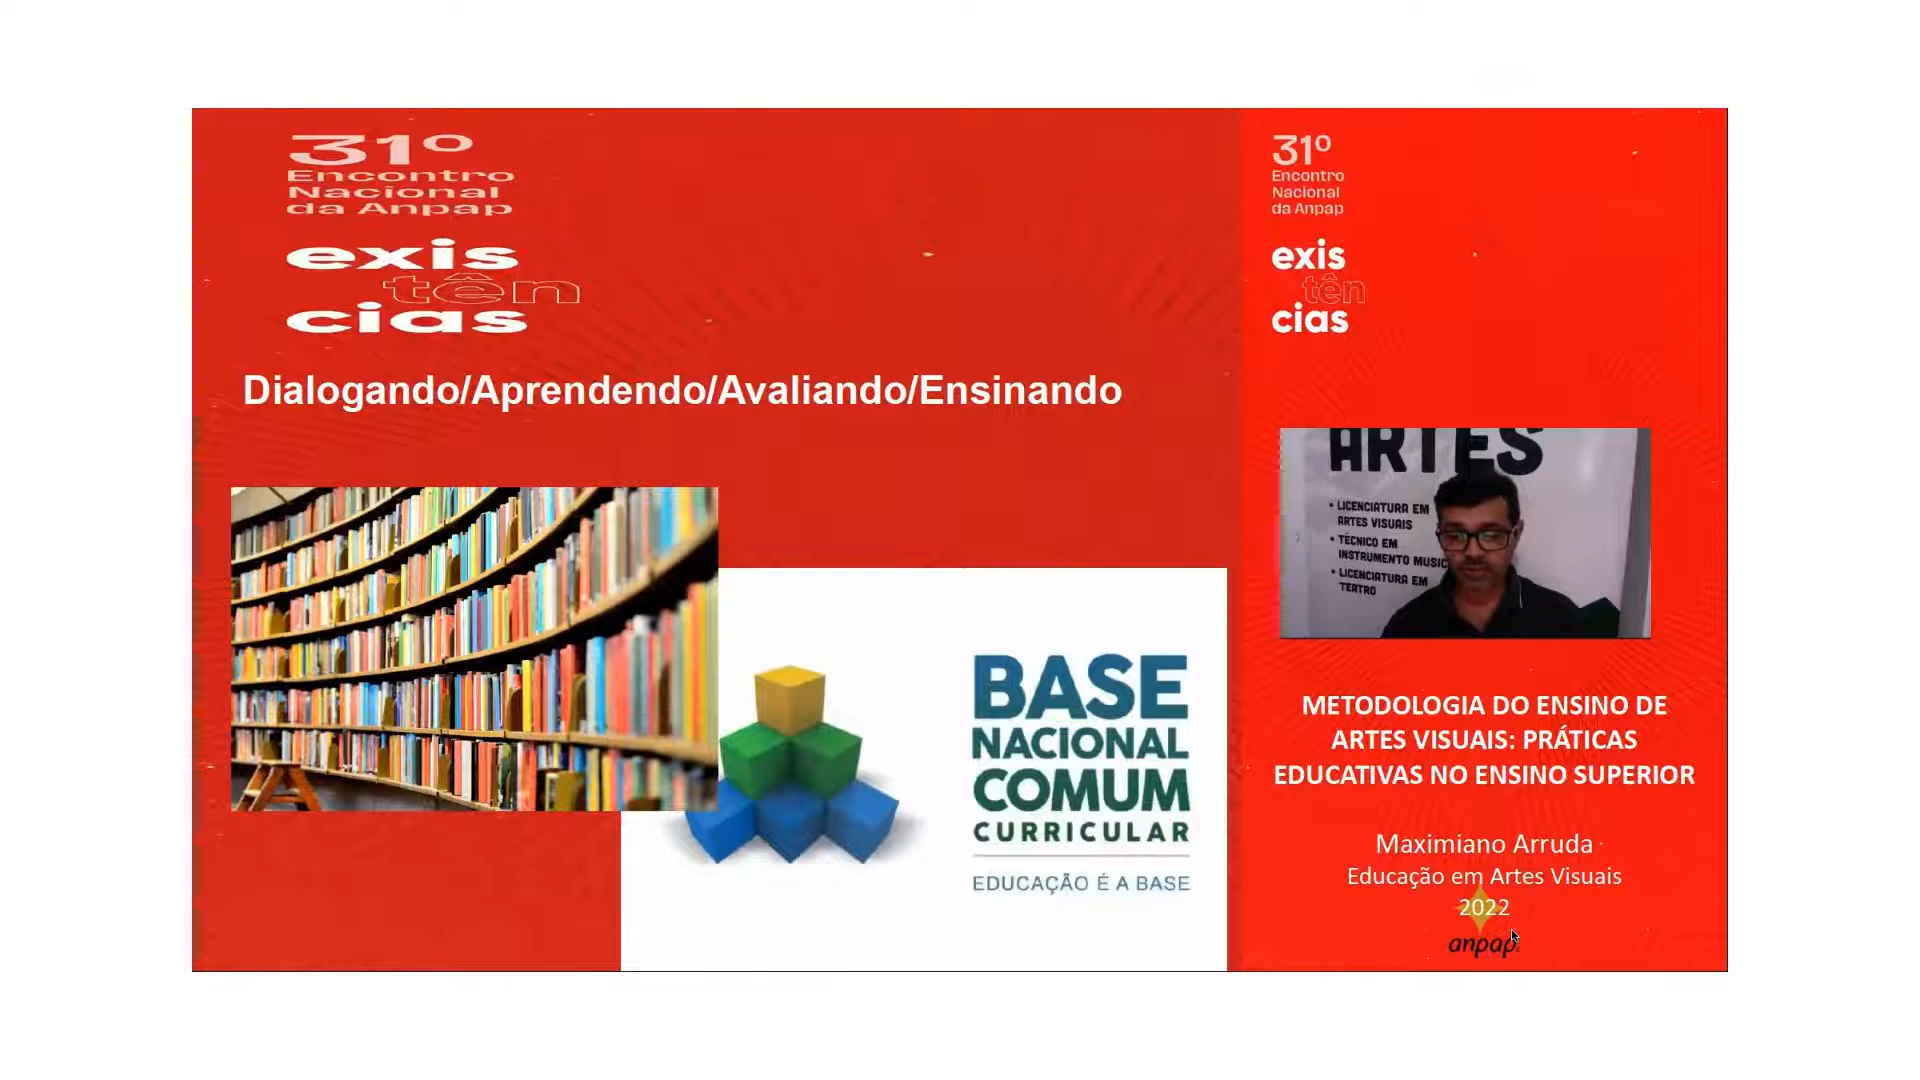 31º
Encontro
Nacional
da Anpap
exis
tên
cias
Dialogando/Aprendendo/Avaliando/Ensinando
BASE
NACIONAL
COMUM
CURRICULAR
EDUCAÇÃO É A BASE
31º
Encontro
Nacional
da Anpap
exis
tên
cias
ARTES
• LICENCIATURA EM
ARTES VISUAIS
• TÉCNICO EM
INSTRUMENTO MUSIC
• LICENCIATURA EM
TEATRO
METODOLOGIA DO ENSINO DE
ARTES VISUAIS: PRÁTICAS
EDUCATIVAS NO ENSINO SUPERIOR
Maximiano Arruda
Educação em Artes Visuais
2022
anpap